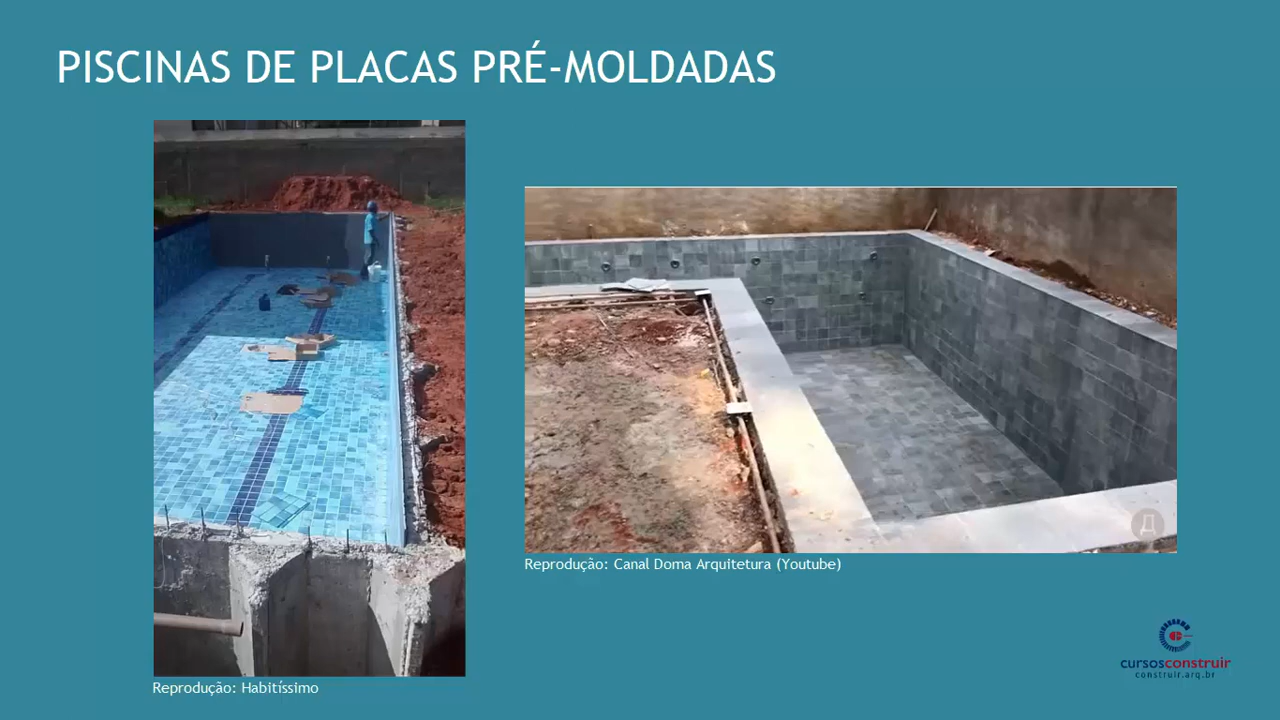 PISCINAS DE PLACAS PRÉ-MOLDADAS
Reprodução: Canal Doma Arquitetura (Youtube)
Reprodução: Habitíssimo
cursosconstruir
construir.arq.br